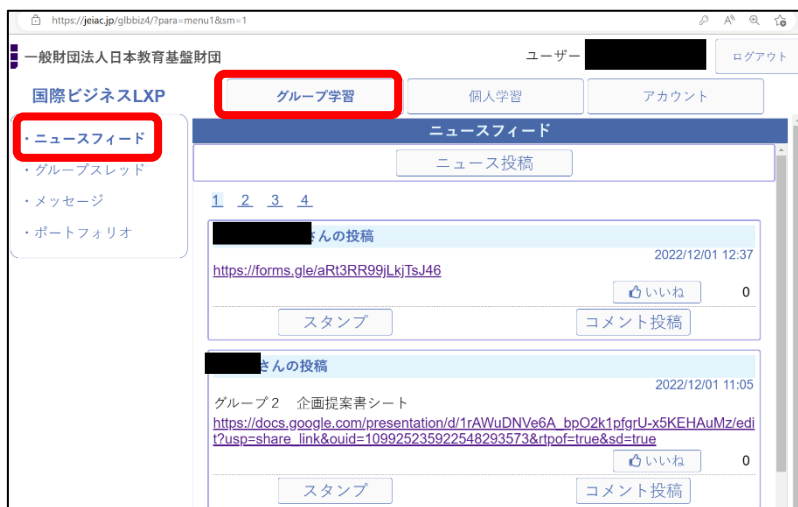 https://jeiac.jp/glbbiz4/?para=menu1&sm=1
一般財団法人日本教育基盤財団
ユーザー
ログアウト
国際ビジネスLXP
グループ学習
個人学習
アカウント
・ニュースフィード
・グループスレッド
・メッセージ
・ポートフォリオ
ニュースフィード
ニュース投稿
1 2 3 4
さんの投稿
2022/12/01 12:37
https://forms.gle/aRt3RR99jLkjTsJ46
いいね 0
スタンプ
コメント投稿
さんの投稿
2022/12/01 11:05
グループ２　企画提案書シート
https://docs.google.com/presentation/d/1rAWuDNVe6A_bpO2k1pfgrU-x5KEHAuMz/edi
t?usp=share_link&ouid=109925235922548293573&rtpof=true&sd=true
いいね 0
スタンプ
コメント投稿